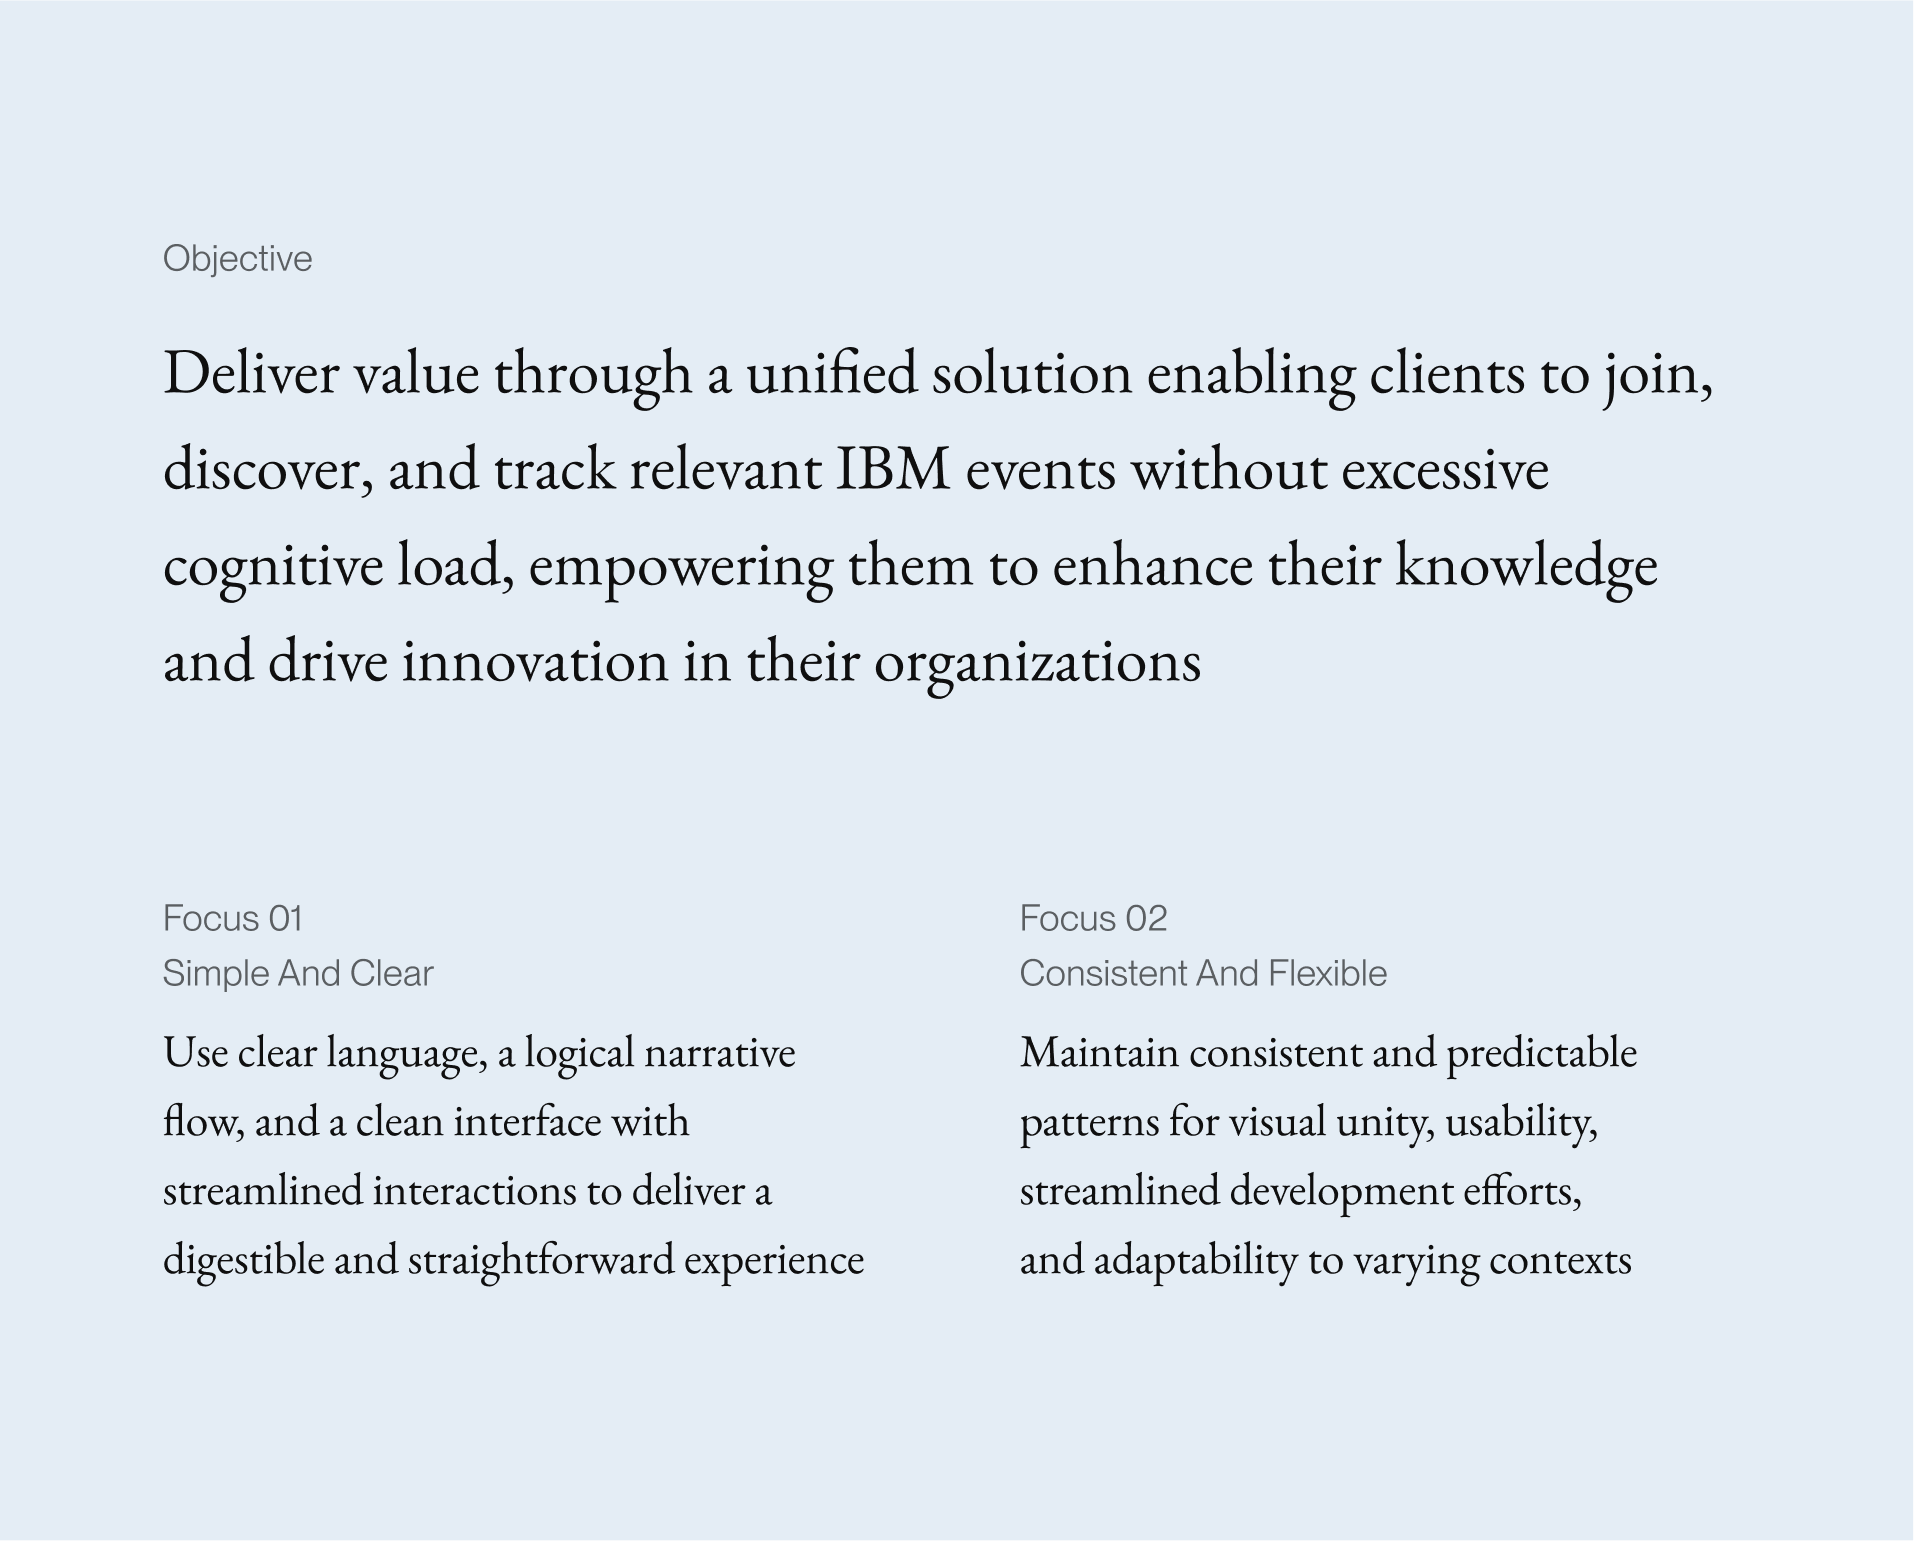 Objective
Deliver value through a unified solution enabling clients to join,
discover, and track relevant IBM events without excessive
cognitive load, empowering them to enhance their knowledge
and drive innovation in their organizations
Focus 01
Simple And Clear
Use clear language, a logical narrative
flow, and a clean interface with
streamlined interactions to deliver a
digestible and straightforward experience
Focus 02
Consistent And Flexible
Maintain consistent and predictable
patterns for visual unity, usability,
streamlined development efforts,
and adaptability to varying contexts